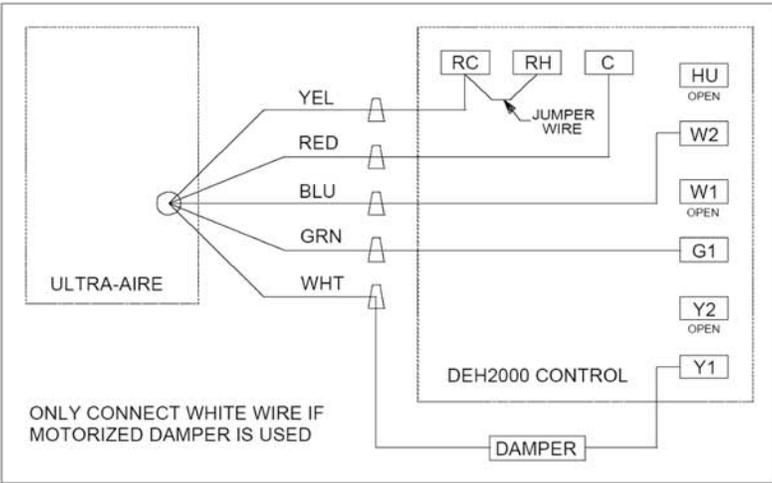 RC RH C
HU
OPEN
YEL
JUMPER
WIRE
RED
W2
BLU
W1
OPEN
GRN
G1
ULTRA-AIRE
WHT
Y2
OPEN
DEH2000 CONTROL
Y1
ONLY CONNECT WHITE WIRE IF
MOTORIZED DAMPER IS USED
DAMPER